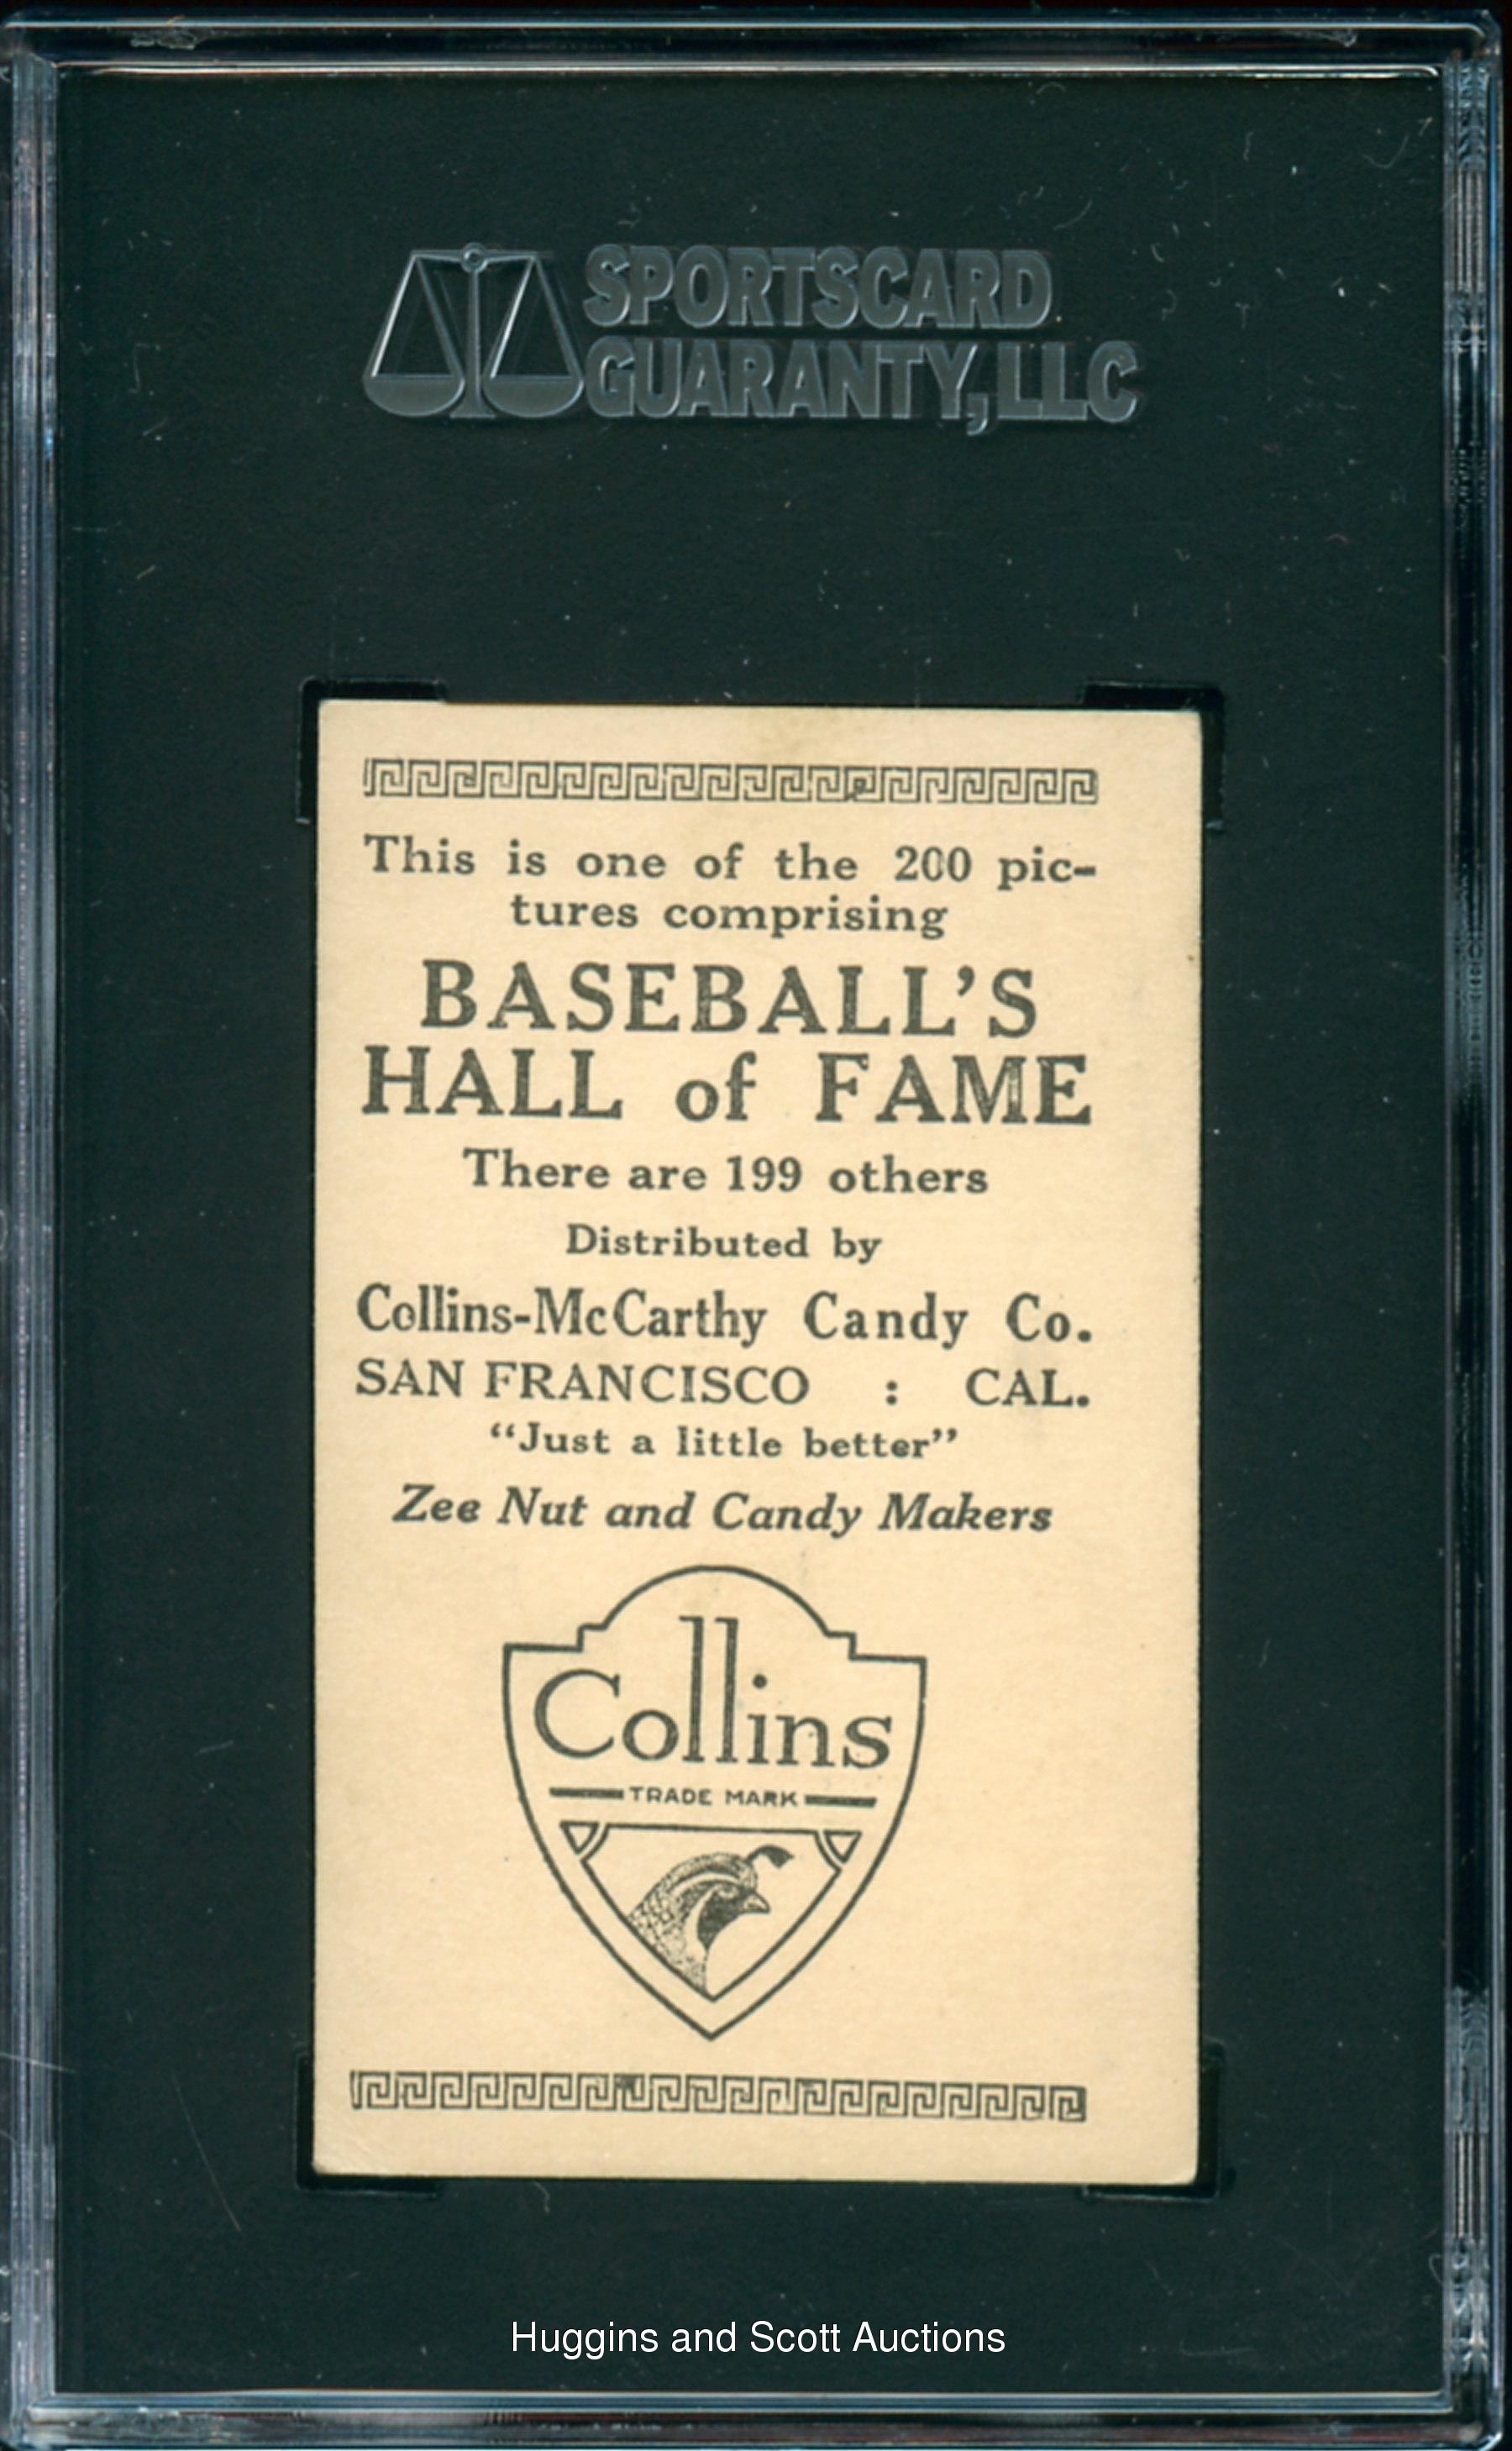 SPORTSCARD
GUARANTY, LLC
This is one of the 200 pic-
tures comprising
BASEBALL'S
HALL of FAME
There are 199 others
Distributed by
Collins-McCarthy Candy Co.
SAN FRANCISCO : CAL.
"Just a little better"
Zee Nut and Candy Makers
Collins
TRADE MARK
Huggins and Scott Auctions